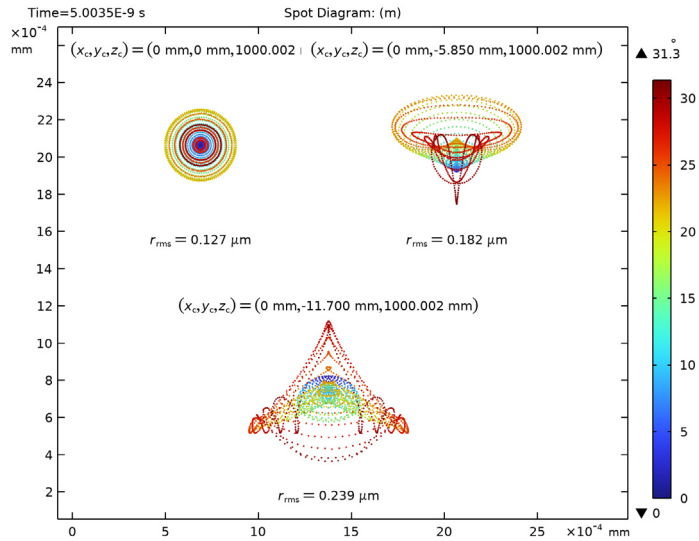 Time=5.0035E-9 s Spot Diagram: (m)
×10⁻⁴
mm
(x_c,y_c,z_c)=(0 mm,0 mm,1000.002 (x_c,y_c,z_c)=(0 mm,-5.850 mm,1000.002 mm)
°
▲ 31.3
24
22
20
18
16
14
12
10
8
6
4
2
r_rms = 0.127 μm
r_rms = 0.182 μm
(x_c,y_c,z_c)=(0 mm,-11.700 mm,1000.002 mm)
r_rms = 0.239 μm
30
25
20
15
10
5
0
▼ 0
0 5 10 15 20 25 ×10⁻⁴ mm